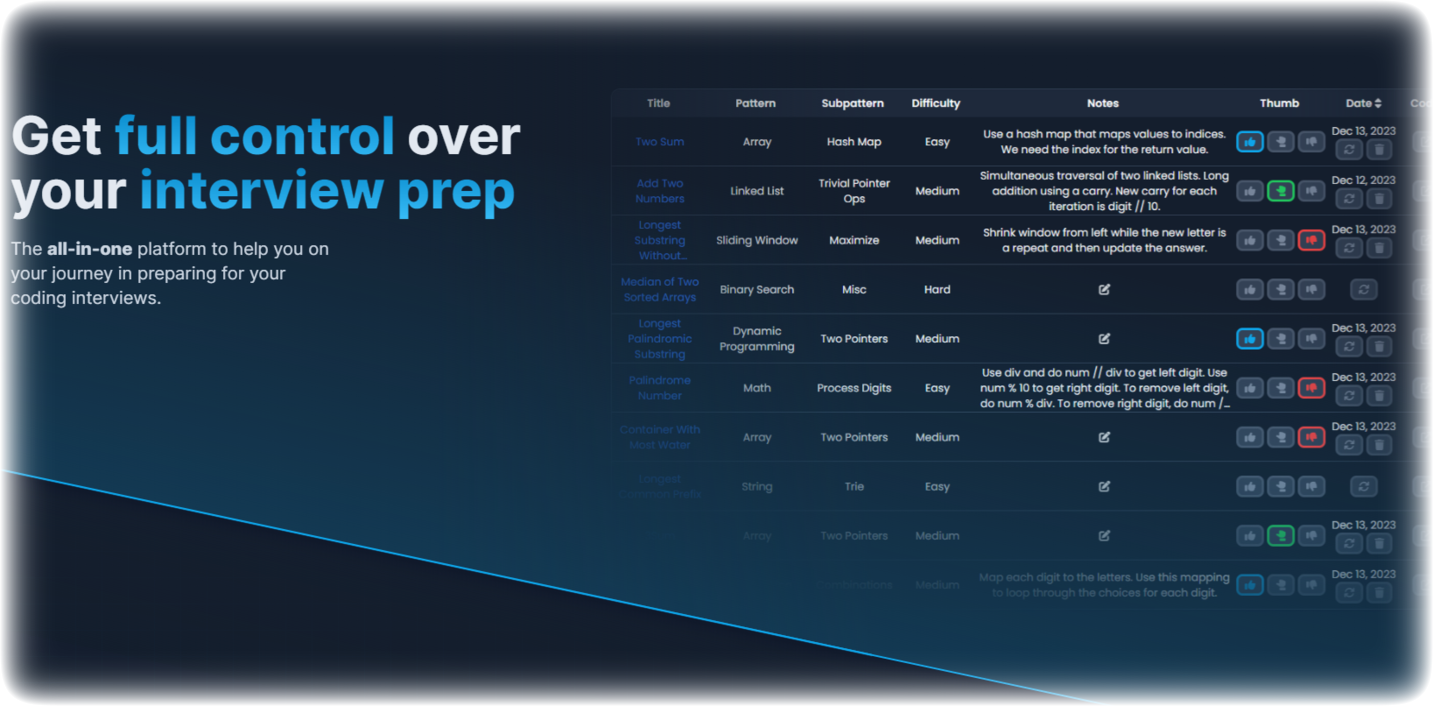 Get full control over
your interview prep
The all-in-one platform to help you on
your journey in preparing for your
coding interviews.
Title Pattern Subpattern Difficulty Notes Thumb Date
Two Sum Array Hash Map Easy Use a hash map that maps values to indices. Dec 13, 2023
We need the index for the return value.
Add Two Linked List Trivial Pointer Medium Simultaneous traversal of two linked lists. Long Dec 12, 2023
Numbers Ops addition using a carry. New carry for each
iteration is digit // 10.
Longest Sliding Window Maximize Medium Shrink window from left while the new letter is Dec 13, 2023
Substring a repeat and then update the answer.
Without...
Median of Two Binary Search Misc Hard
Sorted Arrays
Longest Dynamic Two Pointers Medium Dec 13, 2023
Palindromic Programming
Substring
Palindrome Math Process Digits Easy Use div and do num // div to get left digit. Use Dec 13, 2023
Number num % 10 to get right digit. To remove left digit,
do num % div. To remove right digit, do num /...
Container With Array Two Pointers Medium Dec 13, 2023
Most Water
Longest String Trie Easy
Common Prefix
Array Two Pointers Medium Dec 13, 2023
Combinations Medium Map each digit to the letters. Use this mapping Dec 13, 2023
to loop through the choices for each digit.